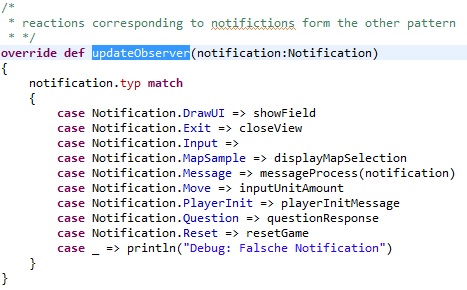 /*
* reactions corresponding to notifictions form the other pattern
* */
override def updateObserver(notification:Notification)
{
notification.typ match
{
case Notification.DrawUI => showField
case Notification.Exit => closeView
case Notification.Input =>
case Notification.MapSample => displayMapSelection
case Notification.Message => messageProcess(notification)
case Notification.Move => inputUnitAmount
case Notification.PlayerInit => playerInitMessage
case Notification.Question => questionResponse
case Notification.Reset => resetGame
case _ => println("Debug: Falsche Notification")
}
}